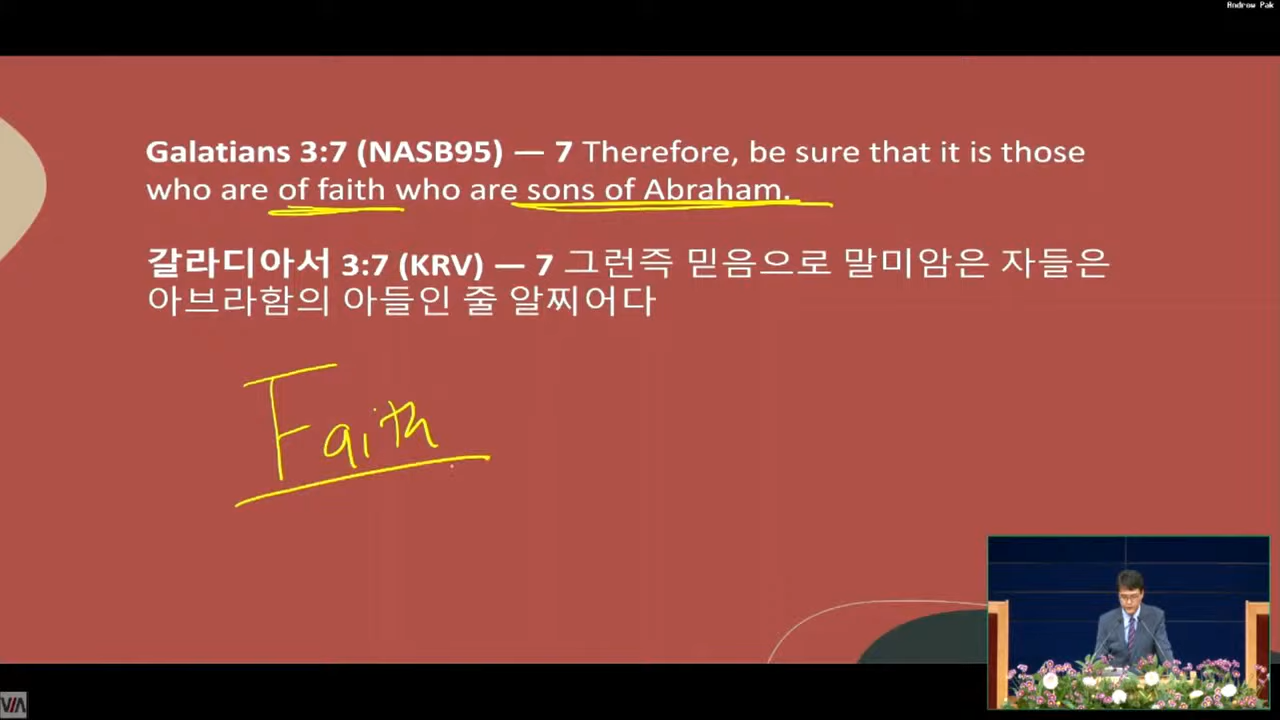 Andrew Pak
Galatians 3:7 (NASB95) — 7 Therefore, be sure that it is those
who are of faith who are sons of Abraham.
갈라디아서 3:7 (KRV) — 7 그런즉 믿음으로 말미암은 자들은
아브라함의 아들인 줄 알찌어다
Faith
VIA